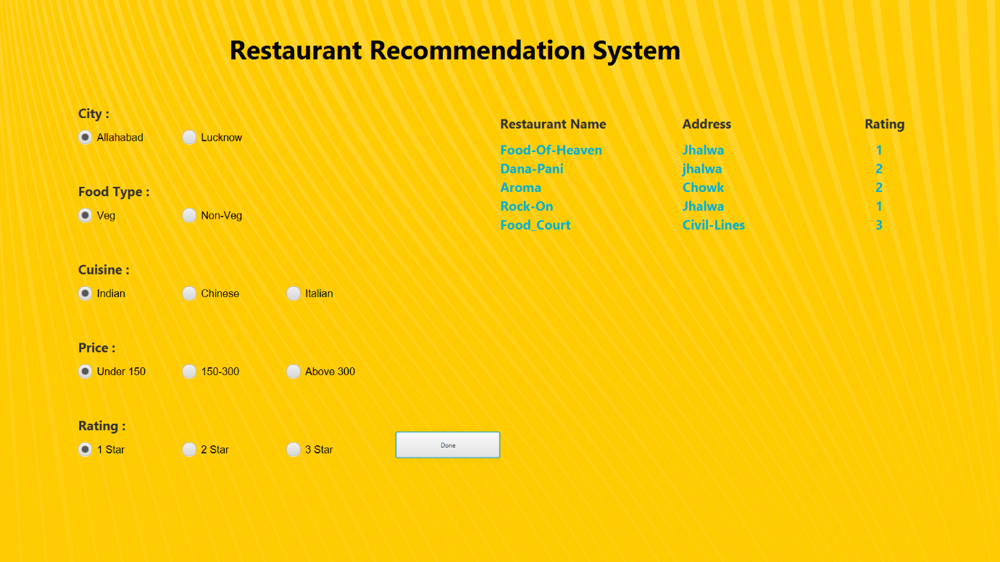 Restaurant Recommendation System
City :
Allahabad Lucknow
Food Type :
Veg Non-Veg
Cuisine :
Indian Chinese Italian
Price :
Under 150 150-300 Above 300
Rating :
1 Star 2 Star 3 Star
Done
Restaurant Name Address Rating
Food-Of-Heaven Jhalwa 1
Dana-Pani jhalwa 2
Aroma Chowk 2
Rock-On Jhalwa 1
Food_Court Civil-Lines 3